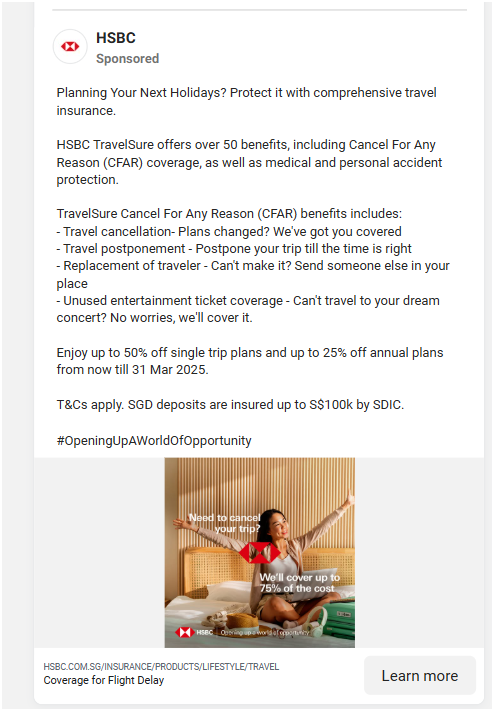 HSBC
Sponsored
Planning Your Next Holidays? Protect it with comprehensive travel
insurance.
HSBC TravelSure offers over 50 benefits, including Cancel For Any
Reason (CFAR) coverage, as well as medical and personal accident
protection.
TravelSure Cancel For Any Reason (CFAR) benefits includes:
- Travel cancellation- Plans changed? We've got you covered
- Travel postponement - Postpone your trip till the time is right
- Replacement of traveler - Can't make it? Send someone else in your
place
- Unused entertainment ticket coverage - Can't travel to your dream
concert? No worries, we'll cover it.
Enjoy up to 50% off single trip plans and up to 25% off annual plans
from now till 31 Mar 2025.
T&Cs apply. SGD deposits are insured up to S$100k by SDIC.
#OpeningUpAWorldOfOpportunity
Need to cancel
your trip?
We'll cover up to
75% of the cost
HSBC | Opening up a world of opportunity
HSBC.COM.SG/INSURANCE/PRODUCTS/LIFESTYLE/TRAVEL
Coverage for Flight Delay
Learn more